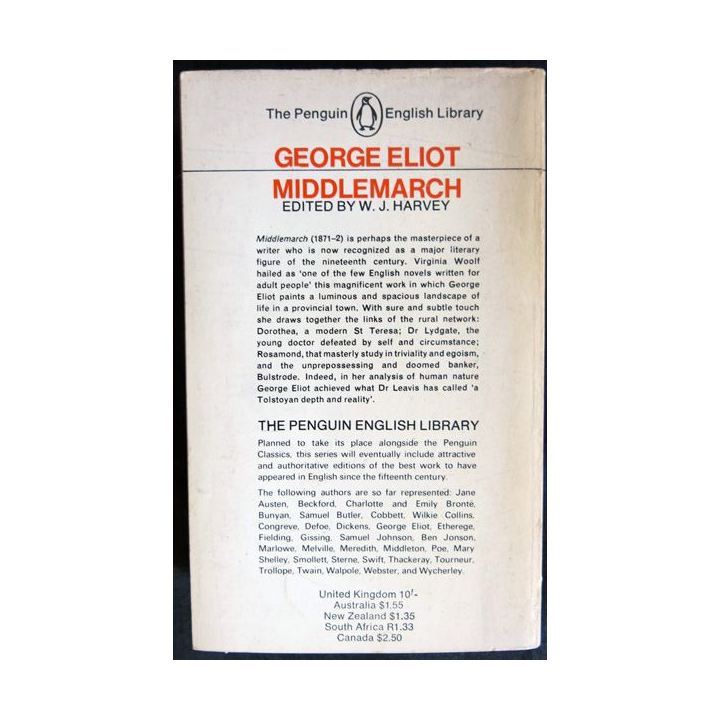 The Penguin English Library
GEORGE ELIOT
MIDDLEMARCH
EDITED BY W. J. HARVEY
Middlemarch (1871–2) is perhaps the masterpiece of a
writer who is now recognized as a major literary
figure of the nineteenth century. Virginia Woolf
hailed as ‘one of the few English novels written for
adult people’ this magnificent work in which George
Eliot paints a luminous and spacious landscape of
life in a provincial town. With sure and subtle touch
she draws together the links of the rural network:
Dorothea, a modern St Teresa; Dr Lydgate, the
young doctor defeated by self and circumstance;
Rosamond, that masterly study in triviality and egoism,
and the unprepossessing and doomed banker,
Bulstrode. Indeed, in her analysis of human nature
George Eliot achieved what Dr Leavis has called ‘a
Tolstoyan depth and reality’.
THE PENGUIN ENGLISH LIBRARY
Planned to take its place alongside the Penguin
Classics, this series will eventually include attractive
and authoritative editions of the best work to have
appeared in English since the fifteenth century.
The following authors are so far represented: Jane
Austen, Beckford, Charlotte and Emily Brontë,
Bunyan, Samuel Butler, Cobbett, Wilkie Collins,
Congreve, Defoe, Dickens, George Eliot, Etherege,
Fielding, Gissing, Samuel Johnson, Ben Jonson,
Marlowe, Melville, Meredith, Middleton, Poe, Mary
Shelley, Smollett, Sterne, Swift, Thackeray, Tourneur,
Trollope, Twain, Walpole, Webster, and Wycherley.
United Kingdom 10/-
Australia $1.55
New Zealand $1.35
South Africa R1.33
Canada $2.50